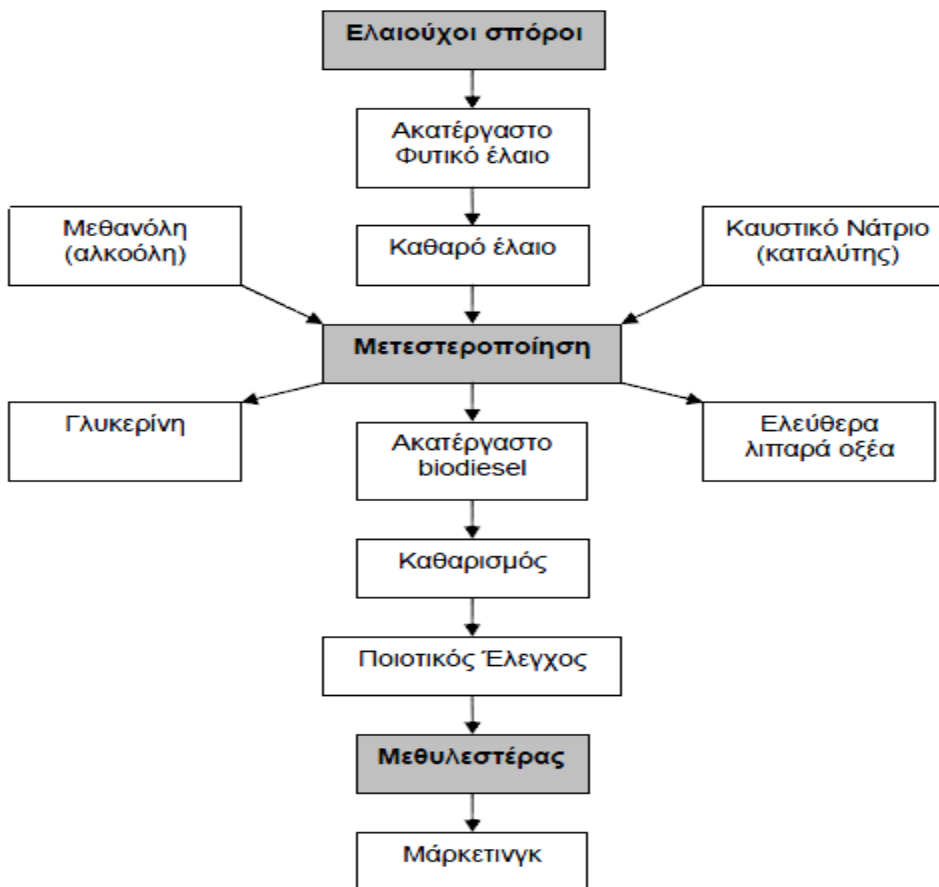 Ελαιούχοι σπόροι
Ακατέργαστο
Φυτικό έλαιο
Μεθανόλη
(αλκοόλη)
Καθαρό έλαιο
Καυστικό Νάτριο
(καταλύτης)
Μετεστεροποίηση
Γλυκερίνη
Ακατέργαστο
biodiesel
Ελεύθερα
λιπαρά οξέα
Καθαρισμός
Ποιοτικός Έλεγχος
Μεθυλεστέρας
Μάρκετινγκ